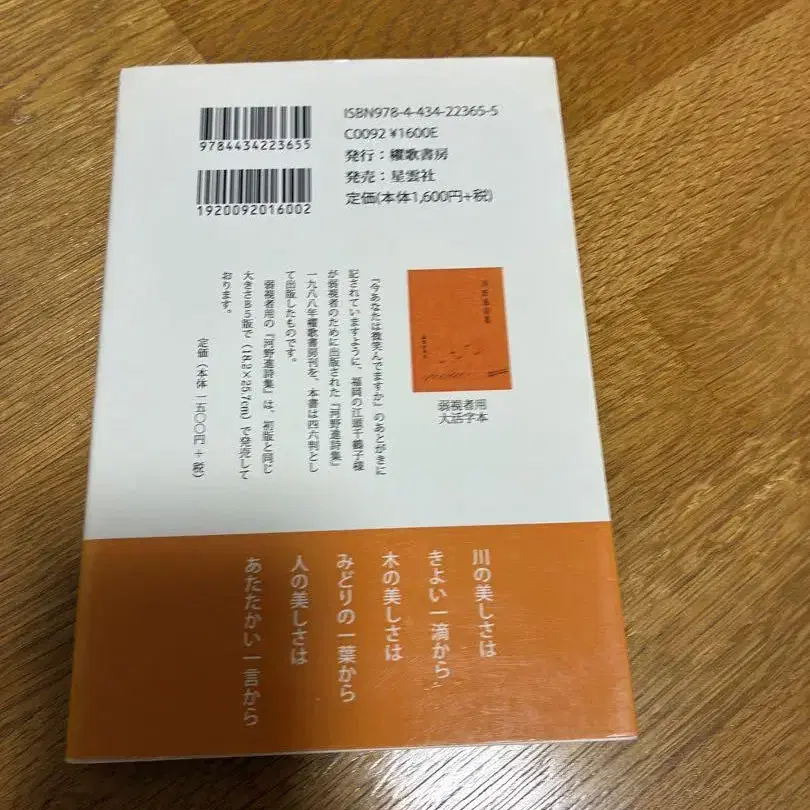 9784434223655
1920092016002
ISBN978-4-434-22365-5
C0092 ¥1600E
発行：櫂歌書房
発売：星雲社
定価(本体1,600円+税)
弱視者用
大活字本
『今あなたは微笑んでますか』のあとがきに
記されていますように、福岡の江頭千鶴子様
が弱視者のために出版された『河野進詩集』
一九八八年櫂歌書房刊を、本書は四六判とし
て出版したものです。
弱視者用の『河野進詩集』は、初版と同じ
大きさB5版で（18.2×25.7cm）で発売して
おります。
定価（本体 一五〇〇円 + 税）
川の美しさは
きよい一滴から
木の美しさは
みどりの一葉から
人の美しさは
あたたかい一言から